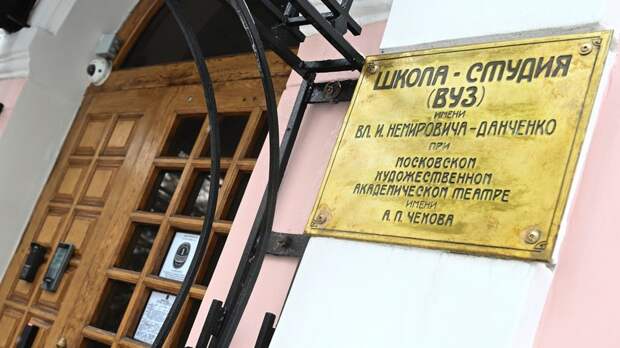 ШКОЛА - СТУДИЯ
(ВУЗ)
ИМЕНИ
ВЛ. И. НЕМИРОВИЧА-ДАНЧЕНКО
ПРИ
МОСКОВСКОМ
ХУДОЖЕСТВЕННОМ
АКАДЕМИЧЕСКОМ ТЕАТРЕ
ИМЕНИ
А. П. ЧЕХОВА